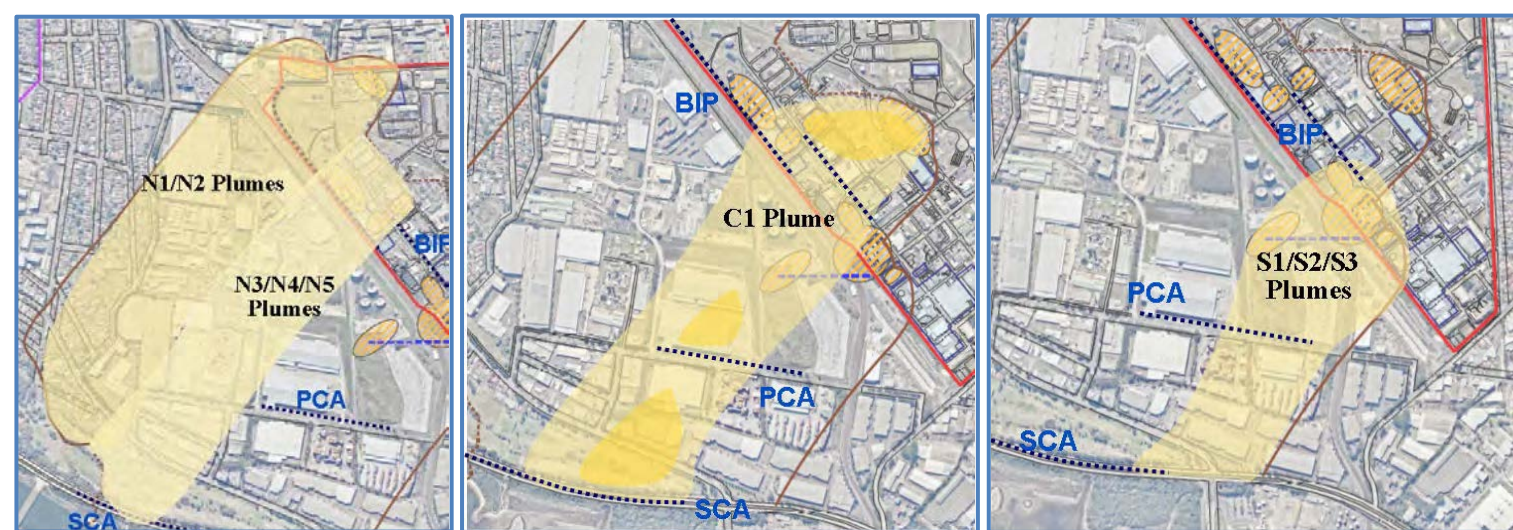 N1/N2 Plumes
BIP
N3/N4/N5
Plumes
PCA
SCA
BIP
C1 Plume
PCA
SCA
BIP
S1/S2/S3
Plumes
PCA
SCA